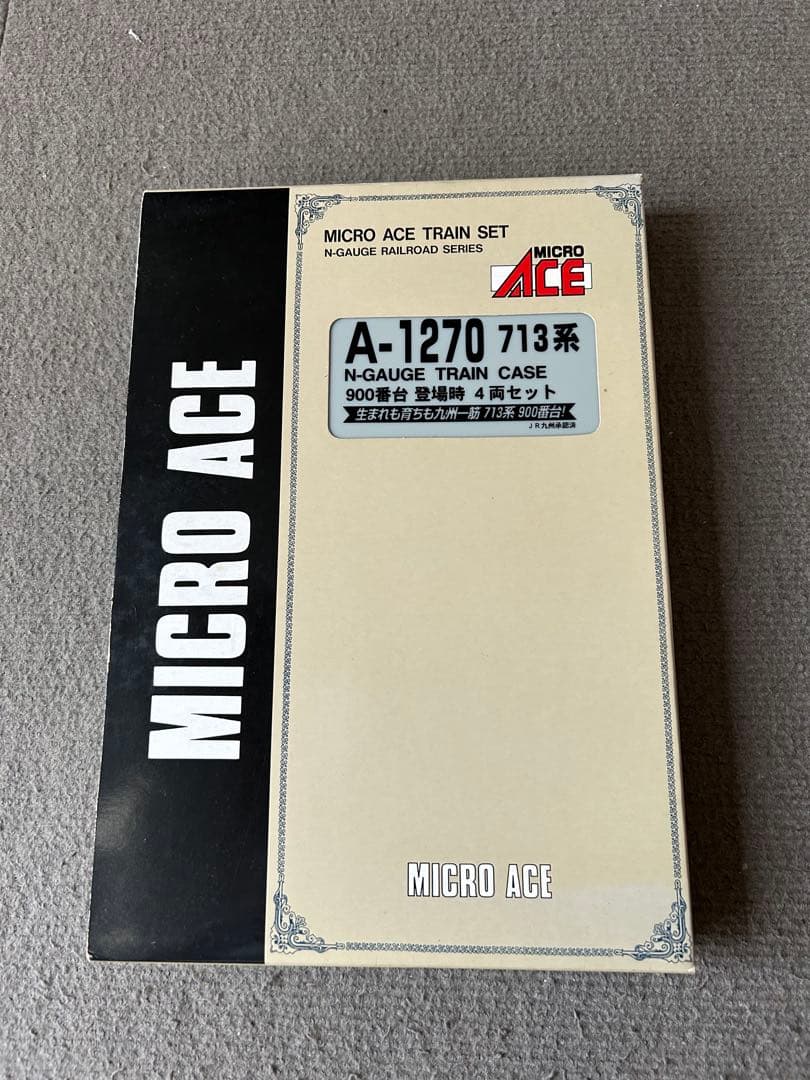 MICRO ACE
MICRO ACE TRAIN SET
N-GAUGE RAILROAD SERIES
MICRO
ACE
A-1270 713系
N-GAUGE TRAIN CASE
900番台 登場時 4両セット
生まれも育ちも九州一筋 713系 900番台!
JR九州承認済
MICRO ACE